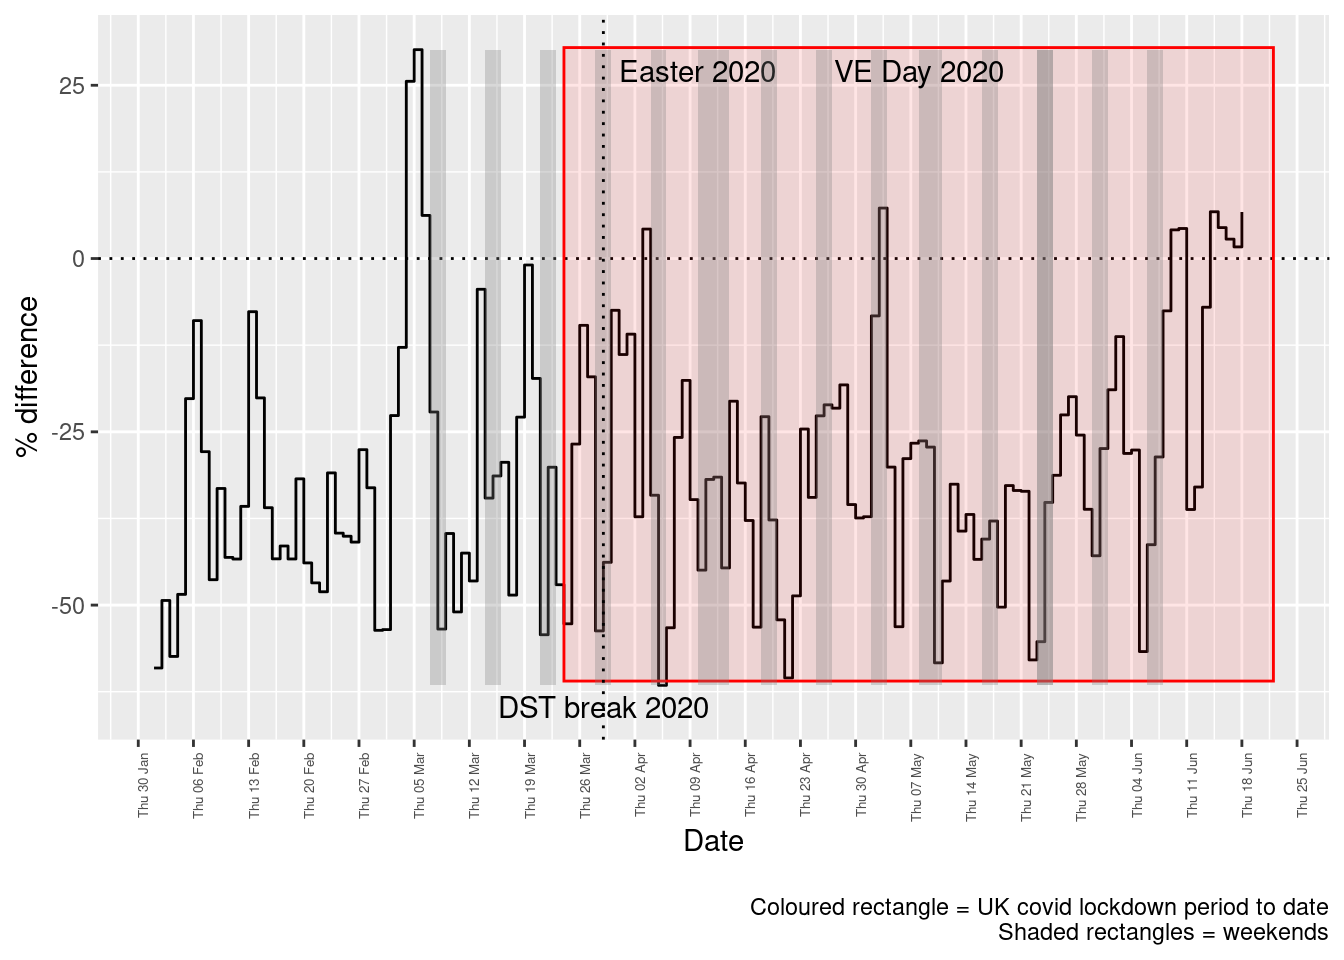 Easter 2020
VE Day 2020
25
0
-25
-50
% difference
DST break 2020
Thu 30 Jan
Thu 06 Feb
Thu 13 Feb
Thu 20 Feb
Thu 27 Feb
Thu 05 Mar
Thu 12 Mar
Thu 19 Mar
Thu 26 Mar
Thu 02 Apr
Thu 09 Apr
Thu 16 Apr
Thu 23 Apr
Thu 30 Apr
Thu 07 May
Thu 14 May
Thu 21 May
Thu 28 May
Thu 04 Jun
Thu 11 Jun
Thu 18 Jun
Thu 25 Jun
Date
Coloured rectangle = UK covid lockdown period to date
Shaded rectangles = weekends